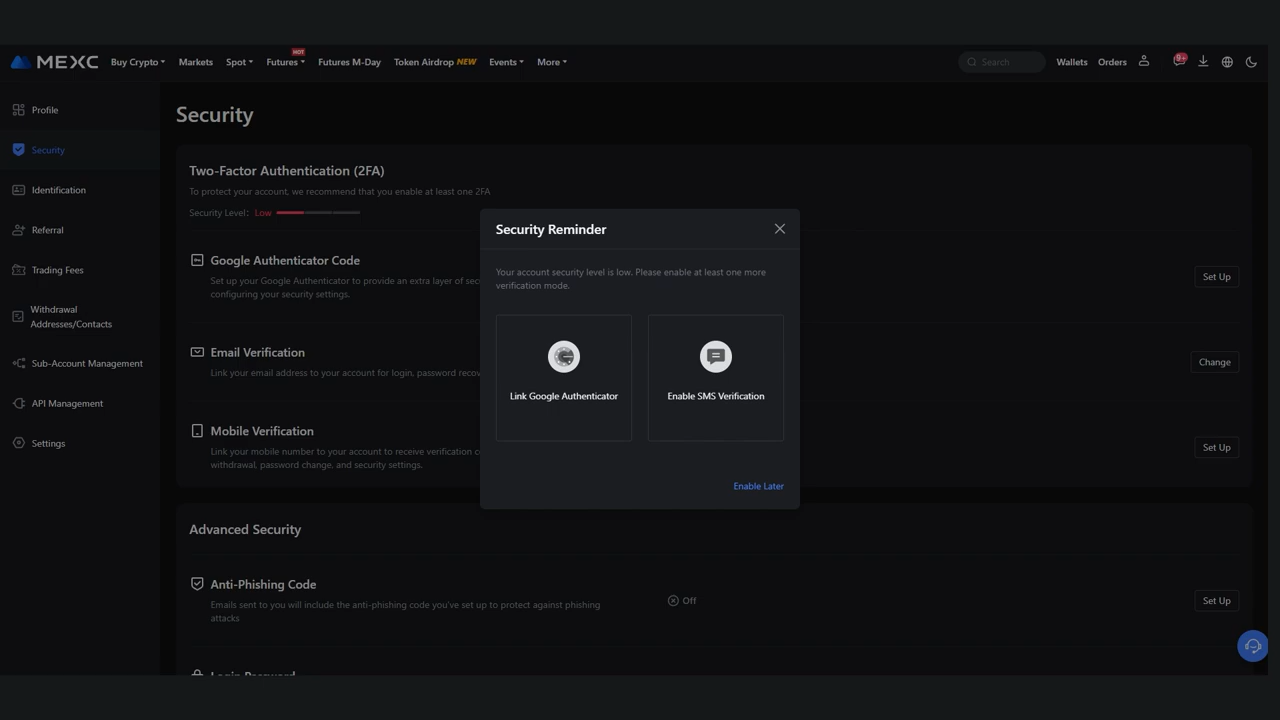 MEXC Buy Crypto Markets Spot Futures HOT Futures M-Day Token Airdrop NEW Events More Search Wallets Orders 9+
Profile
Security
Identification
Referral
Trading Fees
Withdrawal
Addresses/Contacts
Sub-Account Management
API Management
Settings
Security
Two-Factor Authentication (2FA)
To protect your account, we recommend that you enable at least one 2FA
Security Level: Low
Google Authenticator Code
Set up your Google Authenticator to provide an extra layer of
configuring your security settings.
Set Up
Email Verification
Link your email address to your account for login, password
Change
Mobile Verification
Link your mobile number to your account to receive verification
withdrawal, password change, and security settings.
Set Up
Security Reminder
Your account security level is low. Please enable at least one more
verification mode.
Link Google Authenticator
Enable SMS Verification
Enable Later
Advanced Security
Anti-Phishing Code
Emails sent to you will include the anti-phishing code you've set up to protect against phishing
attacks
Off
Set Up
Login Password